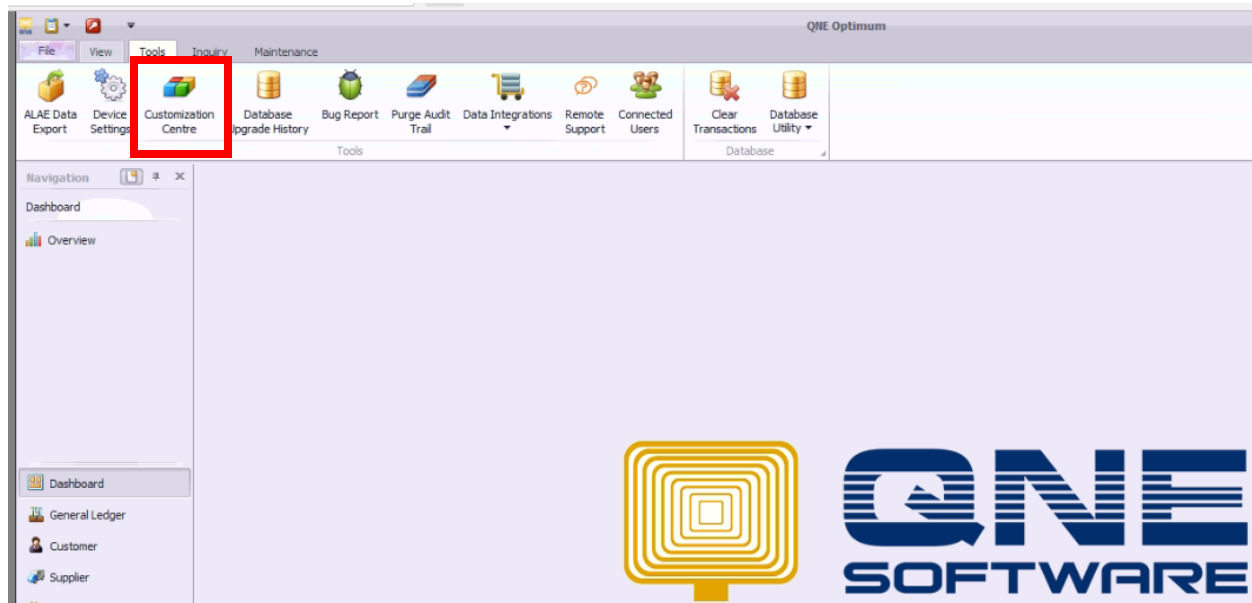 QNE Optimum
File View Tools Inquiry Maintenance
ALAE Data Export
Device Settings
Customization Centre
Database Upgrade History
Bug Report
Purge Audit Trail
Data Integrations
Remote Support
Connected Users
Clear Transactions
Database Utility
Tools
Database
Navigation
Dashboard
Overview
Dashboard
General Ledger
Customer
Supplier
QNE
SOFTWARE